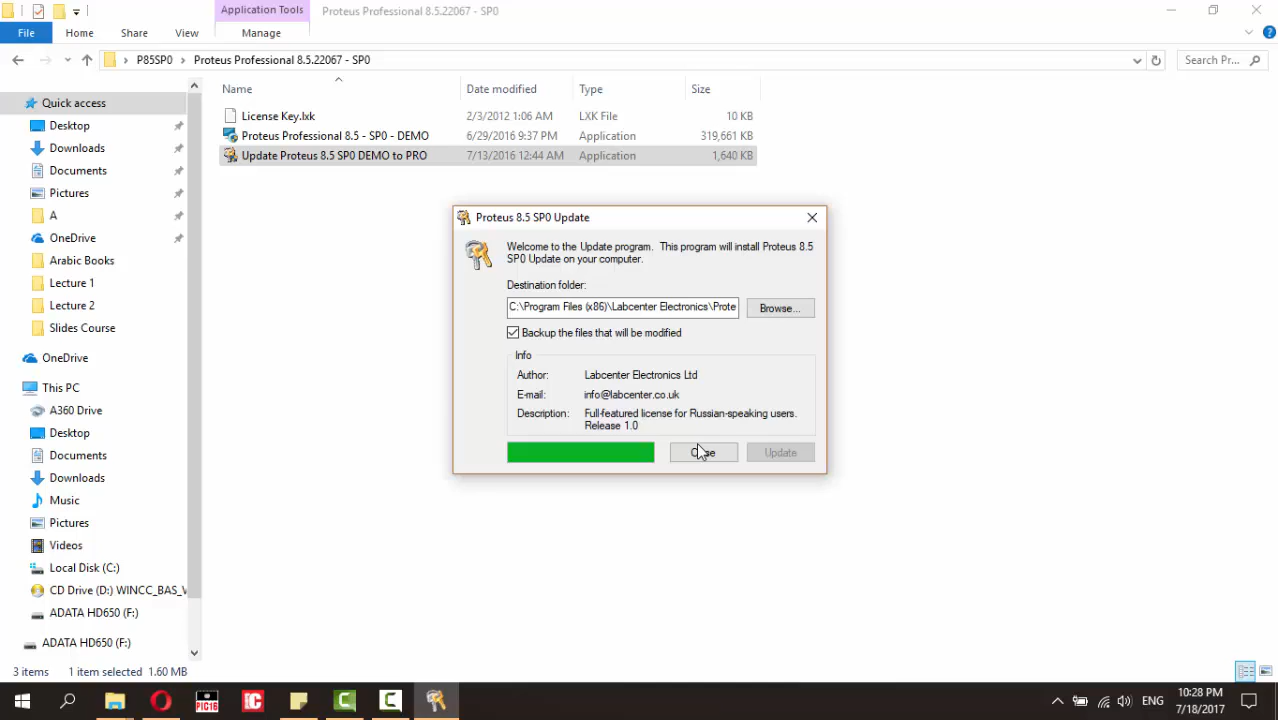 Application Tools
Proteus Professional 8.5.22067 - SP0
File
Home
Share
View
Manage
P85SP0
Proteus Professional 8.5.22067 - SP0
Search Pr...
Name
Date modified
Type
Size
License Key.lxk
2/3/2012 1:06 AM
LXK File
10 KB
Proteus Professional 8.5 - SP0 - DEMO
6/29/2016 9:37 PM
Application
319,661 KB
Update Proteus 8.5 SP0 DEMO to PRO
7/13/2016 12:44 AM
Application
1,640 KB
Quick access
Desktop
Downloads
Documents
Pictures
A
OneDrive
Arabic Books
Lecture 1
Lecture 2
Slides Course
OneDrive
This PC
A360 Drive
Desktop
Documents
Downloads
Music
Pictures
Videos
Local Disk (C:)
CD Drive (D:) WINCC_BAS_V
ADATA HD650 (F:)
ADATA HD650 (F:)
Proteus 8.5 SP0 Update
Welcome to the Update program. This program will install Proteus 8.5
SP0 Update on your computer.
Destination folder:
C:\Program Files (x86)\Labcenter Electronics\Prote
Browse...
Backup the files that will be modified
Info
Author:
Labcenter Electronics Ltd
E-mail:
info@labcenter.co.uk
Description:
Full-featured license for Russian-speaking users.
Release 1.0
Close
Update
3 items
1 item selected 1.60 MB
PIC16
iC
ENG
10:28 PM
7/18/2017